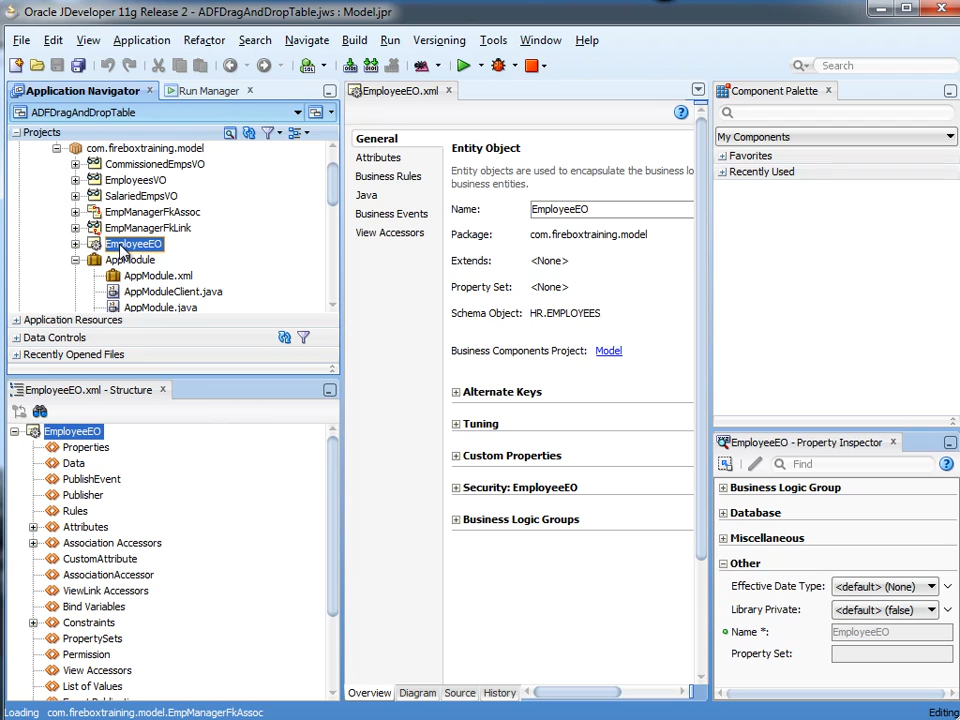 Oracle JDeveloper 11g Release 2 - ADFDragAndDropTable.jws : Model.jpr
File Edit View Application Refactor Search Navigate Build Run Versioning Tools Window Help
Search
Application Navigator
Run Manager
ADFDragAndDropTable
Projects
com.fireboxtraining.model
CommissionedEmpsVO
EmployeesVO
SalariedEmpsVO
EmpManagerFkAssoc
EmpManagerFkLink
EmployeeEO
AppModule
AppModule.xml
AppModuleClient.java
AppModule.java
Application Resources
Data Controls
Recently Opened Files
EmployeeEO.xml - Structure
EmployeeEO
Properties
Data
PublishEvent
Publisher
Rules
Attributes
Association Accessors
CustomAttribute
AssociationAccessor
ViewLink Accessors
Bind Variables
Constraints
PropertySets
Permission
View Accessors
List of Values
EmployeeEO.xml
General
Attributes
Business Rules
Java
Business Events
View Accessors
Entity Object
Entity objects are used to encapsulate the business lo
business entities.
Name: EmployeeEO
Package: com.fireboxtraining.model
Extends: <None>
Property Set: <None>
Schema Object: HR.EMPLOYEES
Business Components Project: Model
Alternate Keys
Tuning
Custom Properties
Security: EmployeeEO
Business Logic Groups
Overview Diagram Source History
Component Palette
My Components
Favorites
Recently Used
EmployeeEO - Property Inspector
Find
Business Logic Group
Database
Miscellaneous
Other
Effective Date Type: <default> (None)
Library Private: <default> (false)
Name *: EmployeeEO
Property Set:
Loading com.fireboxtraining.model.EmpManagerFkAssoc
Editing